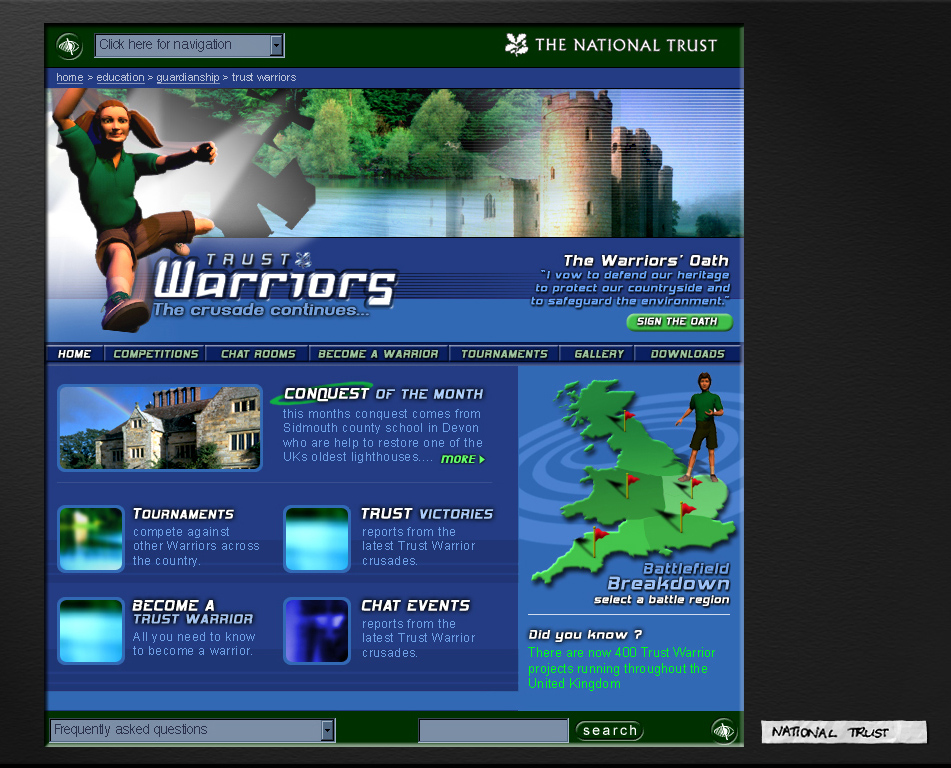 Click here for navigation
THE NATIONAL TRUST
home > education > guardianship > trust warriors
TRUST
Warriors
The crusade continues...
The Warriors' Oath
"I vow to defend our heritage
to protect our countryside and
to safeguard the environment."
SIGN THE OATH
HOME COMPETITIONS CHAT ROOMS BECOME A WARRIOR TOURNAMENTS GALLERY DOWNLOADS
CONQUEST OF THE MONTH
this months conquest comes from
Sidmouth county school in Devon
who are help to restore one of the
UKs oldest lighthouses.... MORE
TOURNAMENTS
compete against
other Warriors across
the country.
TRUST VICTORIES
reports from the
latest Trust Warrior
crusades.
BECOME A
TRUST WARRIOR
All you need to know
to become a warrior.
CHAT EVENTS
reports from the
latest Trust Warrior
crusades.
Battlefield
Breakdown
select a battle region
Did you know ?
There are now 400 Trust Warrior
projects running throughout the
United Kingdom
Frequently asked questions
search
NATIONAL TRUST